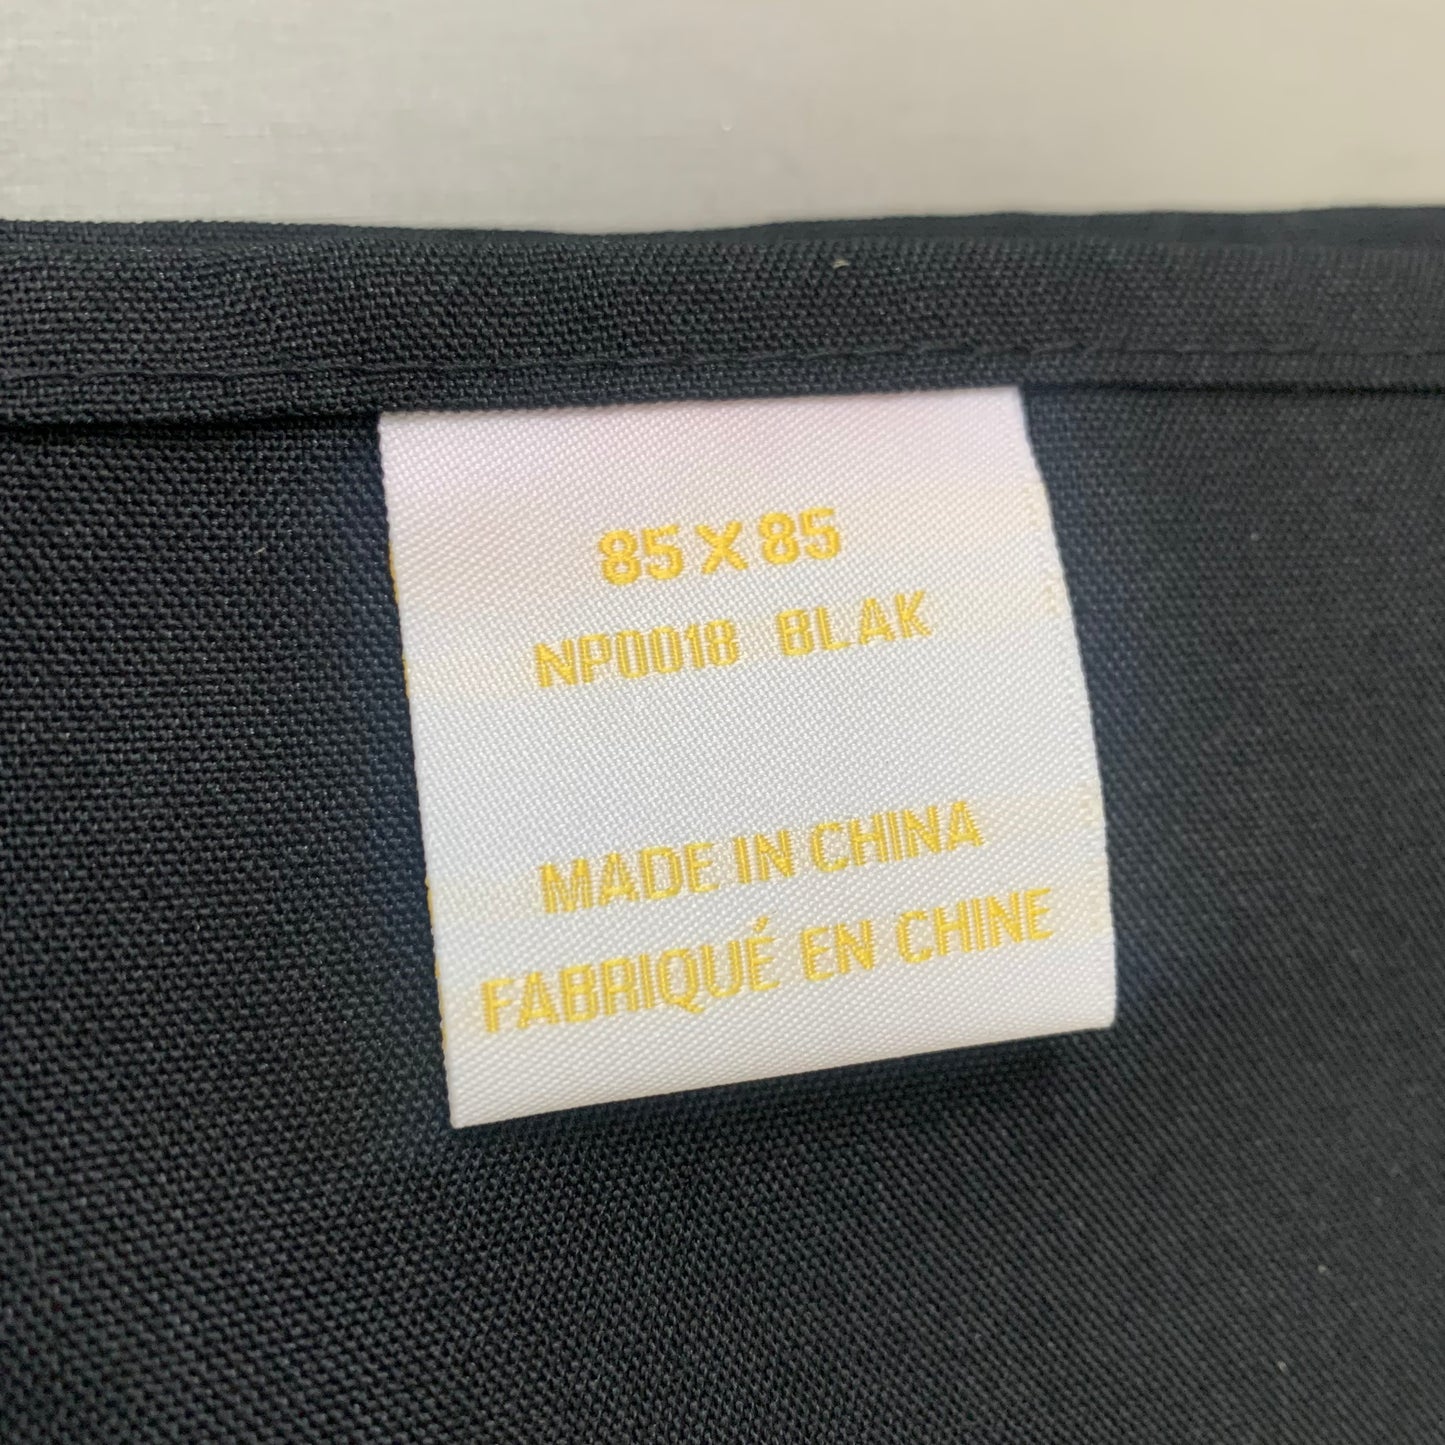 85 X 85
NP0018 BLAK
MADE IN CHINA
FABRIQUÉ EN CHINE